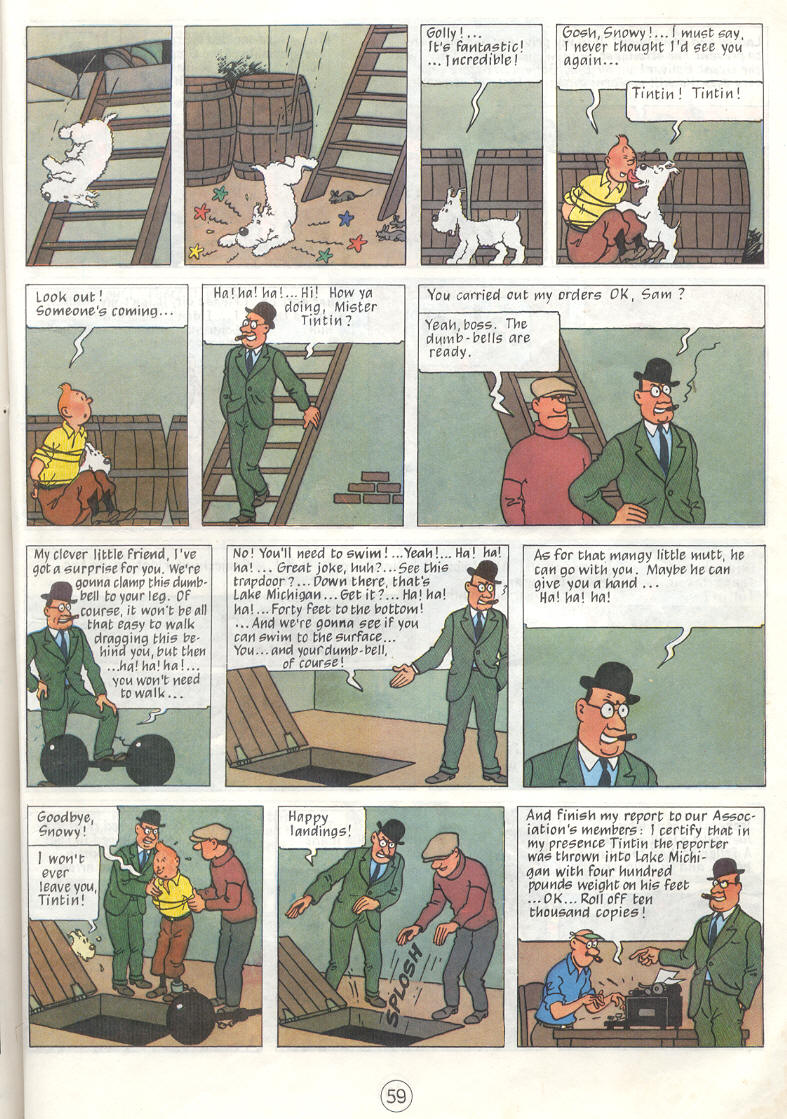 Golly!...
It's fantastic!
...Incredible!
Gosh, Snowy!...I must say,
I never thought I'd see you
again...
Tintin! Tintin!
Look out!
Someone's coming...
Ha! ha! ha!...Hi! How ya
doing, Mister
Tintin?
You carried out my orders OK, Sam?
Yeah, boss. The
dumb-bells are
ready.
My clever little friend, I've
got a surprise for you. We're
gonna clamp this dumb-
bell to your leg. Of
course, it won't be all
that easy to walk
dragging this be-
hind you, but then
...ha! ha! ha!...
you won't need
to walk...
No! You'll need to swim!...Yeah!...Ha! ha!
ha!... Great joke, huh?...See this
trapdoor?...Down there, that's
Lake Michigan...Get it?...Ha! ha!
ha!...Forty feet to the bottom!
...And we're gonna see if you
can swim to the surface...
You...and your dumb-bell,
of course!
?
As for that mangy little mutt, he
can go with you. Maybe he can
give you a hand...
Ha! ha! ha!
Goodbye,
Snowy!
I won't
ever
leave you,
Tintin!
Happy
landings!
SPLOSH
And finish my report to our Assoc-
iation's members: I certify that in
my presence Tintin the reporter
was thrown into Lake Michi-
gan with four hundred
pounds weight on his feet
...OK...Roll off ten
thousand copies!
59